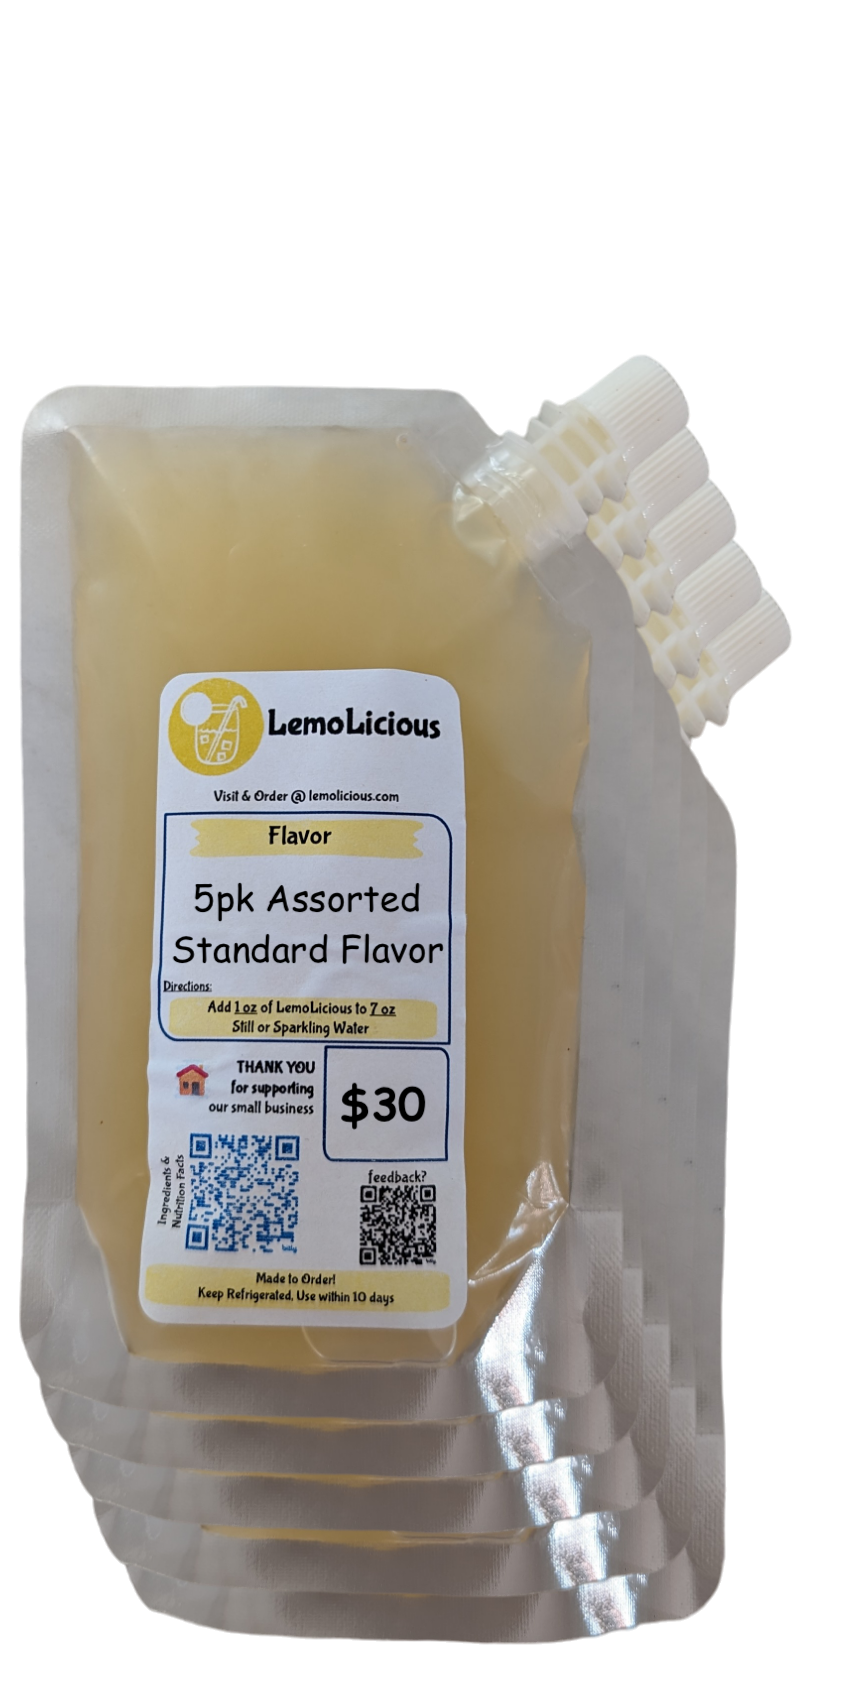 LemoLicious
Visit & Order @ lemolicious.com
Flavor
5pk Assorted
Standard Flavor
Directions:
Add 1 oz of LemoLicious to 7 oz
Still or Sparkling Water
THANK YOU
for supporting
our small business
$30
Ingredients &
Nutrition Facts
feedback?
Made to Order!
Keep Refrigerated, Use within 10 days